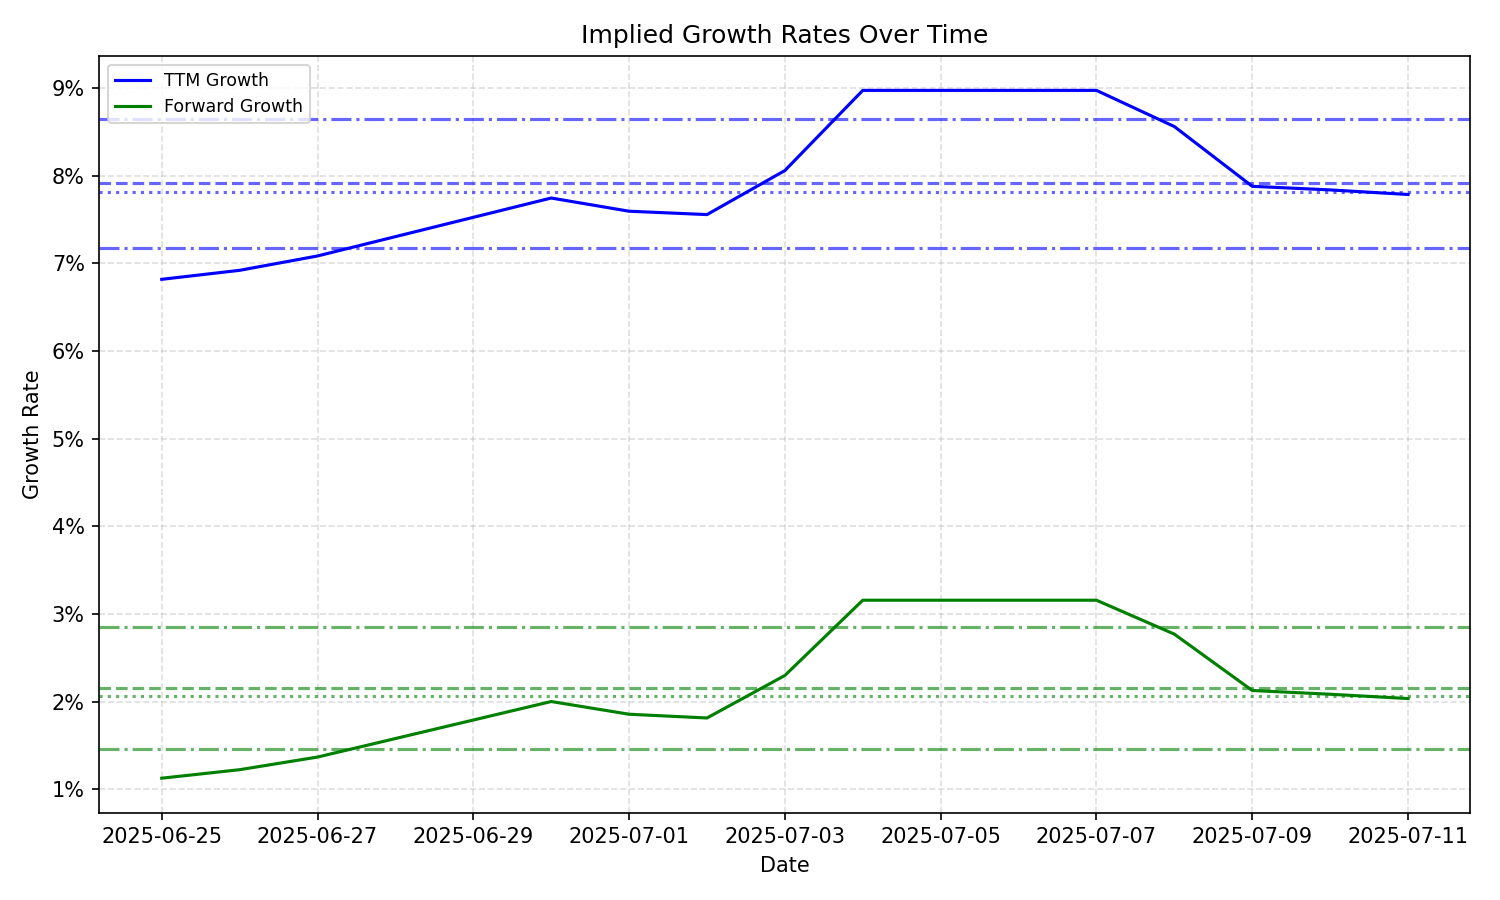 Implied Growth Rates Over Time
TTM Growth
Forward Growth
9%
8%
7%
6%
5%
4%
3%
2%
1%
Growth Rate
2025-06-25 2025-06-27 2025-06-29 2025-07-01 2025-07-03 2025-07-05 2025-07-07 2025-07-09 2025-07-11
Date